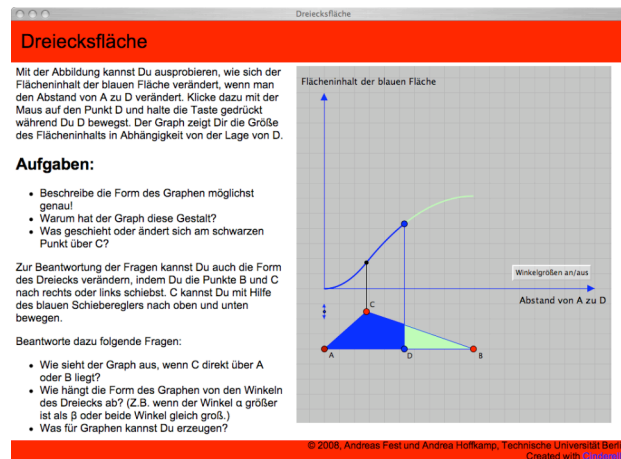 Dreiecksfläche
Dreiecksfläche
Mit der Abbildung kannst Du ausprobieren, wie sich der
Flächeninhalt der blauen Fläche verändert, wenn man
den Abstand von A zu D verändert. Klicke dazu mit der
Maus auf den Punkt D und halte die Taste gedrückt
während Du D bewegst. Der Graph zeigt Dir die Größe
des Flächeninhalts in Abhängigkeit von der Lage von D.
Aufgaben:
• Beschreibe die Form des Graphen möglichst
genau!
• Warum hat der Graph diese Gestalt?
• Was geschieht oder ändert sich am schwarzen
Punkt über C?
Zur Beantwortung der Fragen kannst Du auch die Form
des Dreiecks verändern, indem Du die Punkte B und C
nach rechts oder links schiebst. C kannst Du mit Hilfe
des blauen Schiebereglers nach oben und unten
bewegen.
Beantworte dazu folgende Fragen:
• Wie sieht der Graph aus, wenn C direkt über A
oder B liegt?
• Wie hängt die Form des Graphen von den Winkeln
des Dreiecks ab? (Z.B. wenn der Winkel α größer
ist als β oder beide Winkel gleich groß.)
• Was für Graphen kannst Du erzeugen?
Flächeninhalt der blauen Fläche
Winkelgrößen an/aus
Abstand von A zu D
C
A
D
B
© 2008, Andreas Fest und Andrea Hoffkamp, Technische Universität Berli
Created with Cinderell